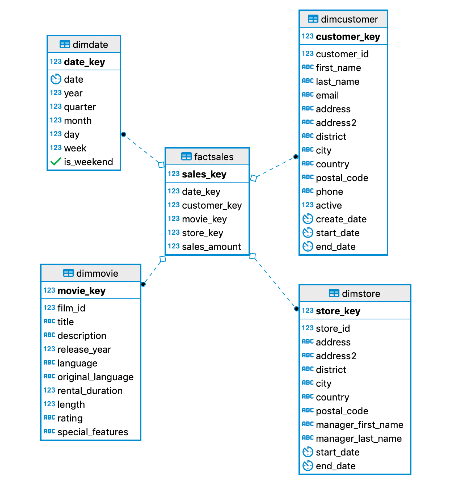 dimdate
123 date_key
date
123 year
123 quarter
123 month
123 day
123 week
is_weekend
dimcustomer
123 customer_key
123 customer_id
ABC first_name
ABC last_name
ABC email
ABC address
ABC address2
ABC district
ABC city
ABC country
ABC postal_code
ABC phone
123 active
create_date
start_date
end_date
factsales
123 sales_key
123 date_key
123 customer_key
123 movie_key
123 store_key
123 sales_amount
dimmovie
123 movie_key
123 film_id
ABC title
ABC description
123 release_year
ABC language
ABC original_language
123 rental_duration
123 length
ABC rating
ABC special_features
dimstore
123 store_key
123 store_id
ABC address
ABC address2
ABC district
ABC city
ABC country
ABC postal_code
ABC manager_first_name
ABC manager_last_name
start_date
end_date